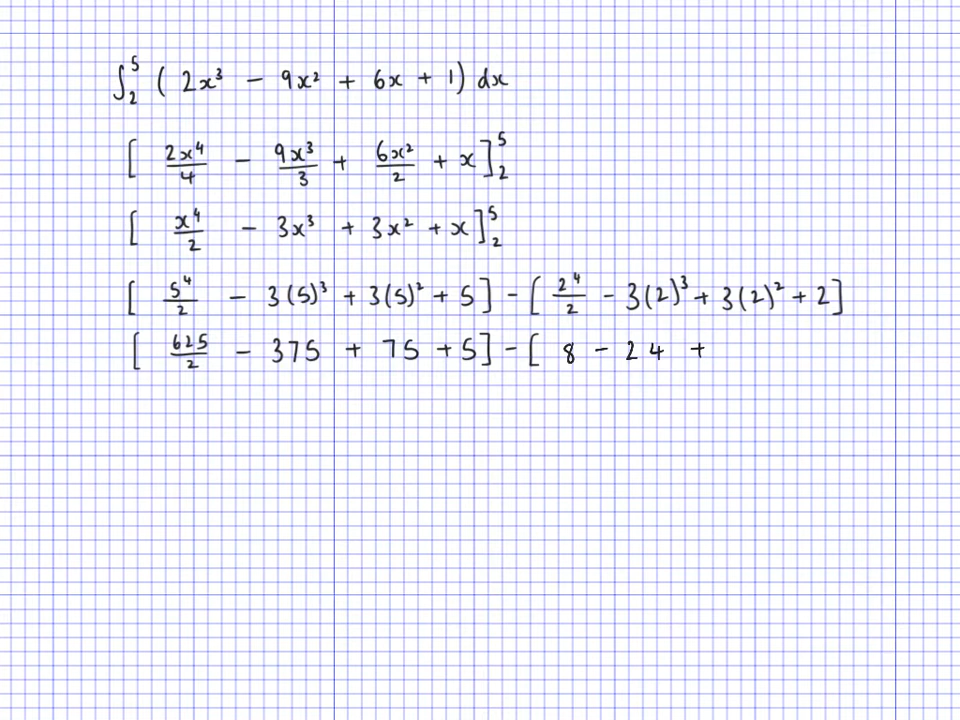 ∫₂⁵ ( 2x³ − 9x² + 6x + 1) dx
[ 2x⁴/4 − 9x³/3 + 6x²/2 + x ]₂⁵
[ x⁴/2 − 3x³ + 3x² + x ]₂⁵
[ 5⁴/2 − 3(5)³ + 3(5)² + 5 ] − [ 2⁴/2 − 3(2)³ + 3(2)² + 2 ]
[ 625/2 − 375 + 75 + 5 ] − [ 8 − 24 +